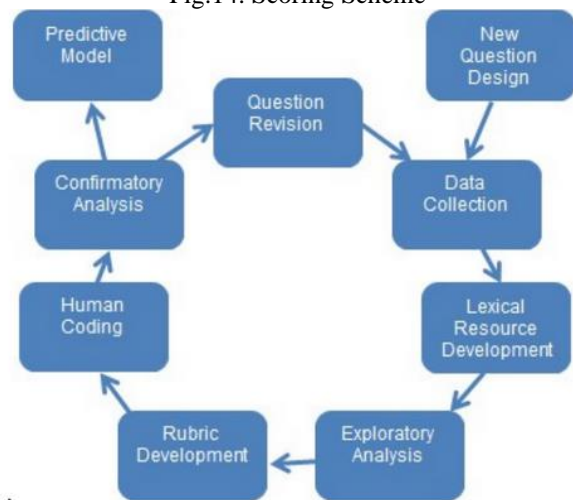 Fig.14. Scoring Scheme
Predictive
Model
New
Question
Design
Question
Revision
Confirmatory
Analysis
Data
Collection
Human
Coding
Lexical
Resource
Development
Rubric
Development
Exploratory
Analysis